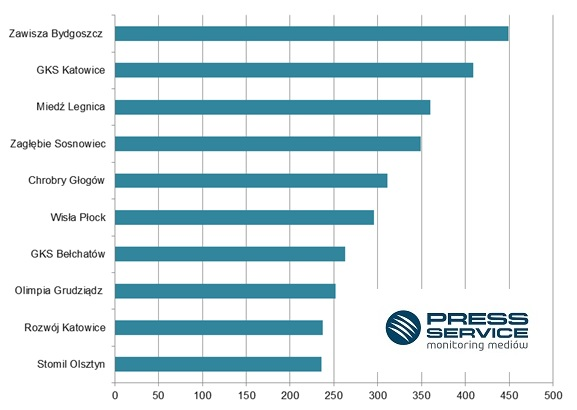 Zawisza Bydgoszcz
GKS Katowice
Miedź Legnica
Zagłębie Sosnowiec
Chrobry Głogów
Wisła Płock
GKS Bełchatów
Olimpia Grudziądz
Rozwój Katowice
Stomil Olsztyn
PRESS
SERVICE
monitoring mediów
0 50 100 150 200 250 300 350 400 450 500